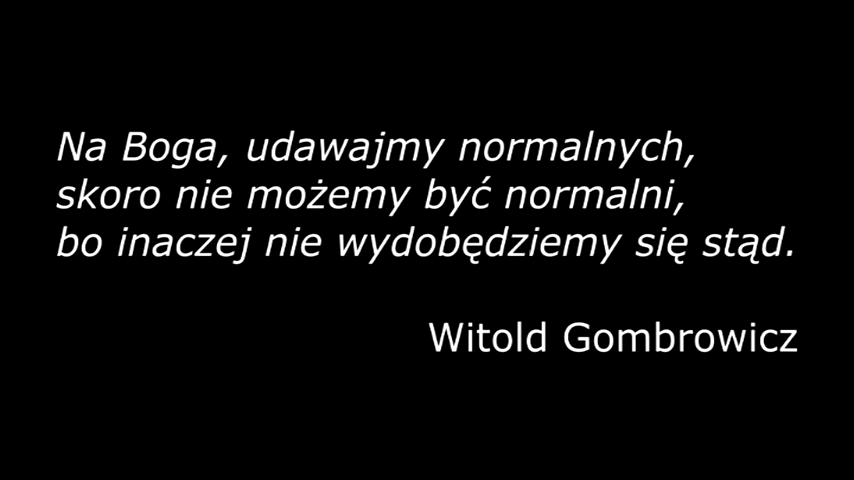 Na Boga, udawajmy normalnych,
skoro nie możemy być normalni,
bo inaczej nie wydobędziemy się stąd.
Witold Gombrowicz